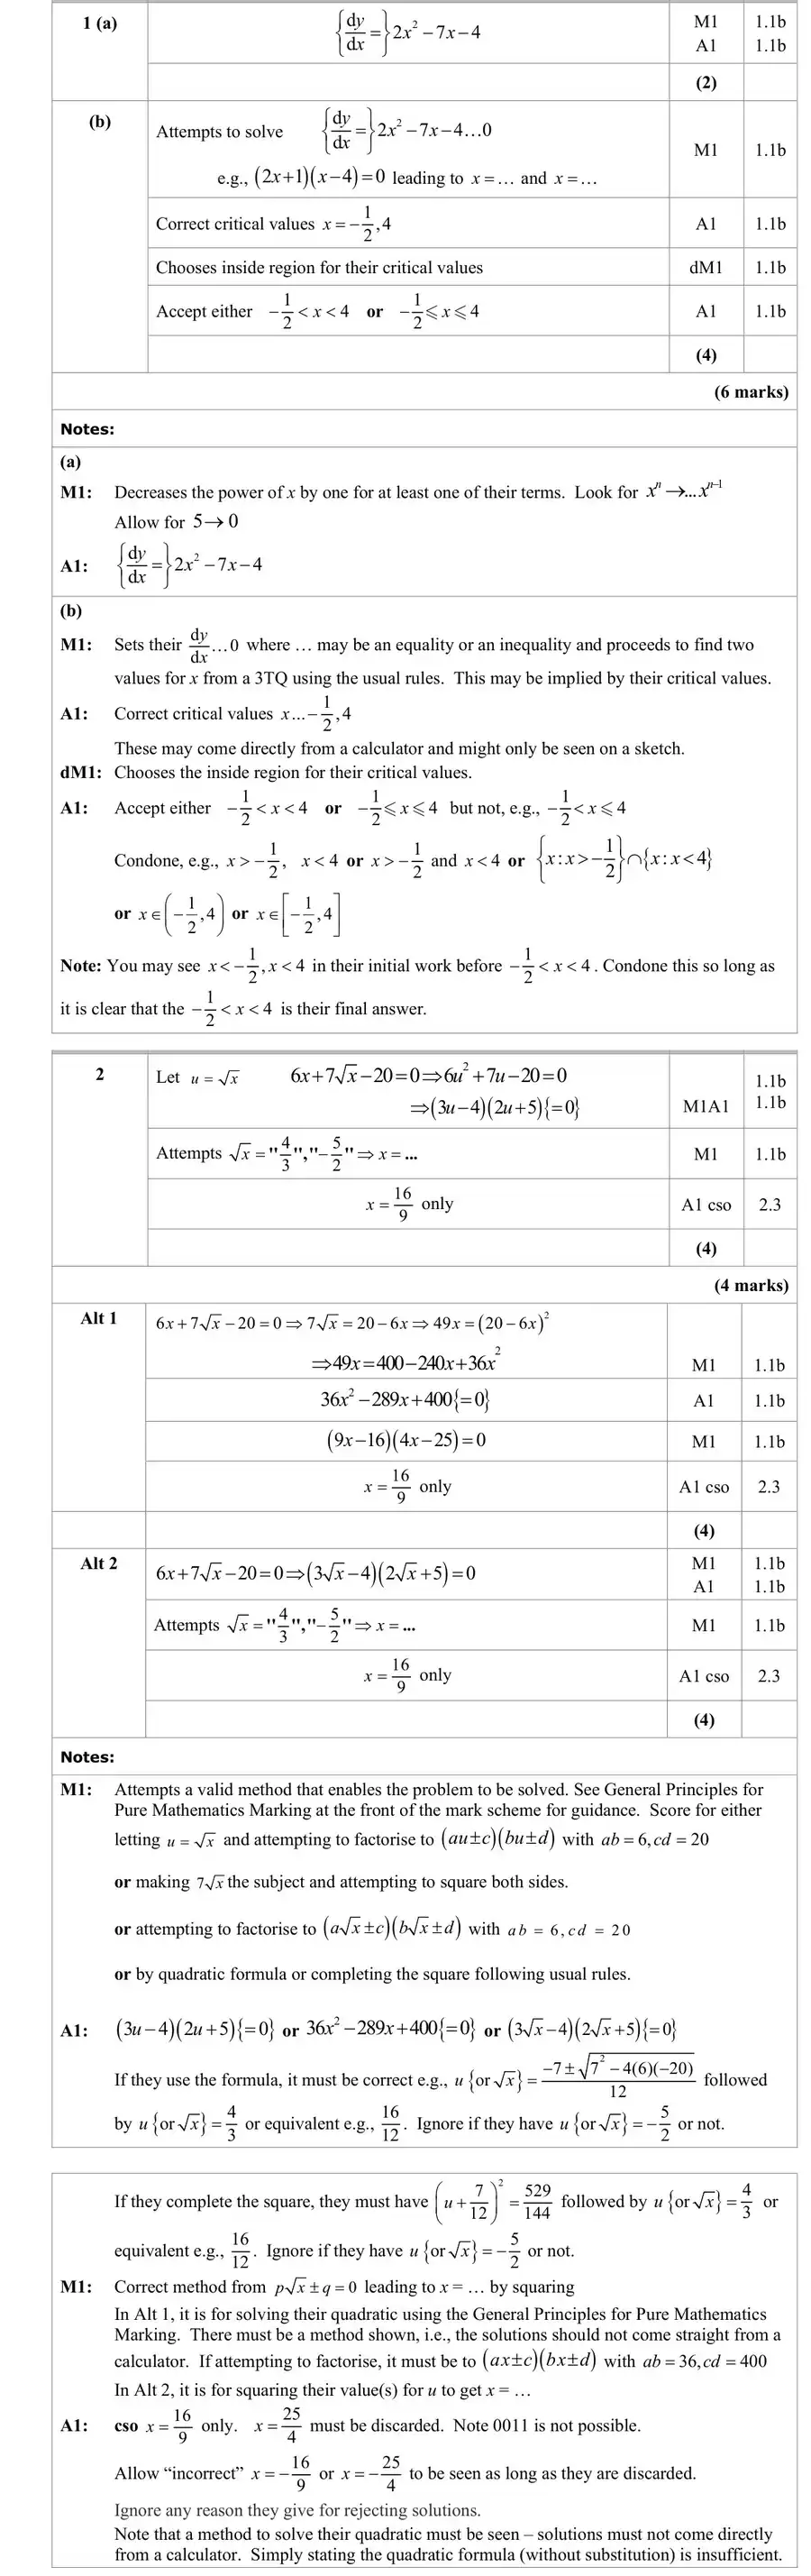 1 (a) {dy/dx =} 2x² − 7x − 4 M1 1.1b
A1 1.1b
(2)
(b) Attempts to solve {dy/dx =} 2x² − 7x − 4…0
e.g., (2x+1)(x−4) = 0 leading to x = … and x = … M1 1.1b
Correct critical values x = −1/2, 4 A1 1.1b
Chooses inside region for their critical values dM1 1.1b
Accept either −1/2 < x < 4 or −1/2 ⩽ x ⩽ 4 A1 1.1b
(4)
(6 marks)
Notes:
(a)
M1: Decreases the power of x by one for at least one of their terms. Look for xⁿ → ...xⁿ⁻¹
Allow for 5 → 0
A1: {dy/dx =} 2x² − 7x − 4
(b)
M1: Sets their dy/dx …0 where … may be an equality or an inequality and proceeds to find two
values for x from a 3TQ using the usual rules. This may be implied by their critical values.
A1: Correct critical values x...−1/2, 4
These may come directly from a calculator and might only be seen on a sketch.
dM1: Chooses the inside region for their critical values.
A1: Accept either −1/2 < x < 4 or −1/2 ⩽ x ⩽ 4 but not, e.g., −1/2 < x ⩽ 4
Condone, e.g., x > −1/2, x < 4 or x > −1/2 and x < 4 or {x : x > −1/2} ∩ {x : x < 4}
or x ∈ (−1/2, 4) or x ∈ [−1/2, 4]
Note: You may see x < −1/2, x < 4 in their initial work before −1/2 < x < 4. Condone this so long as
it is clear that the −1/2 < x < 4 is their final answer.
2 Let u = √x 6x + 7√x − 20 = 0 ⇒ 6u² + 7u − 20 = 0 1.1b
⇒ (3u − 4)(2u + 5){= 0} M1A1 1.1b
Attempts √x = "4/3", "−5/2" ⇒ x = ... M1 1.1b
x = 16/9 only A1 cso 2.3
(4)
(4 marks)
Alt 1 6x + 7√x − 20 = 0 ⇒ 7√x = 20 − 6x ⇒ 49x = (20 − 6x)²
⇒ 49x = 400 − 240x + 36x² M1 1.1b
36x² − 289x + 400{= 0} A1 1.1b
(9x − 16)(4x − 25) = 0 M1 1.1b
x = 16/9 only A1 cso 2.3
(4)
Alt 2 6x + 7√x − 20 = 0 ⇒ (3√x − 4)(2√x + 5) = 0 M1 1.1b
A1 1.1b
Attempts √x = "4/3", "−5/2" ⇒ x = ... M1 1.1b
x = 16/9 only A1 cso 2.3
(4)
Notes:
M1: Attempts a valid method that enables the problem to be solved. See General Principles for
Pure Mathematics Marking at the front of the mark scheme for guidance. Score for either
letting u = √x and attempting to factorise to (au ± c)(bu ± d) with ab = 6, cd = 20
or making 7√x the subject and attempting to square both sides.
or attempting to factorise to (a√x ± c)(b√x ± d) with ab = 6, cd = 20
or by quadratic formula or completing the square following usual rules.
A1: (3u − 4)(2u + 5){= 0} or 36x² − 289x + 400{= 0} or (3√x − 4)(2√x + 5){= 0}
If they use the formula, it must be correct e.g., u {or √x} = (−7 ± √(7² − 4(6)(−20)))/12 followed
by u {or √x} = 4/3 or equivalent e.g., 16/12. Ignore if they have u {or √x} = −5/2 or not.
If they complete the square, they must have (u + 7/12)² = 529/144 followed by u {or √x} = 4/3 or
equivalent e.g., 16/12. Ignore if they have u {or √x} = −5/2 or not.
M1: Correct method from p√x ± q = 0 leading to x = … by squaring
In Alt 1, it is for solving their quadratic using the General Principles for Pure Mathematics
Marking. There must be a method shown, i.e., the solutions should not come straight from a
calculator. If attempting to factorise, it must be to (ax ± c)(bx ± d) with ab = 36, cd = 400
In Alt 2, it is for squaring their value(s) for u to get x = …
A1: cso x = 16/9 only. x = 25/4 must be discarded. Note 0011 is not possible.
Allow “incorrect” x = −16/9 or x = −25/4 to be seen as long as they are discarded.
Ignore any reason they give for rejecting solutions.
Note that a method to solve their quadratic must be seen – solutions must not come directly
from a calculator. Simply stating the quadratic formula (without substitution) is insufficient.